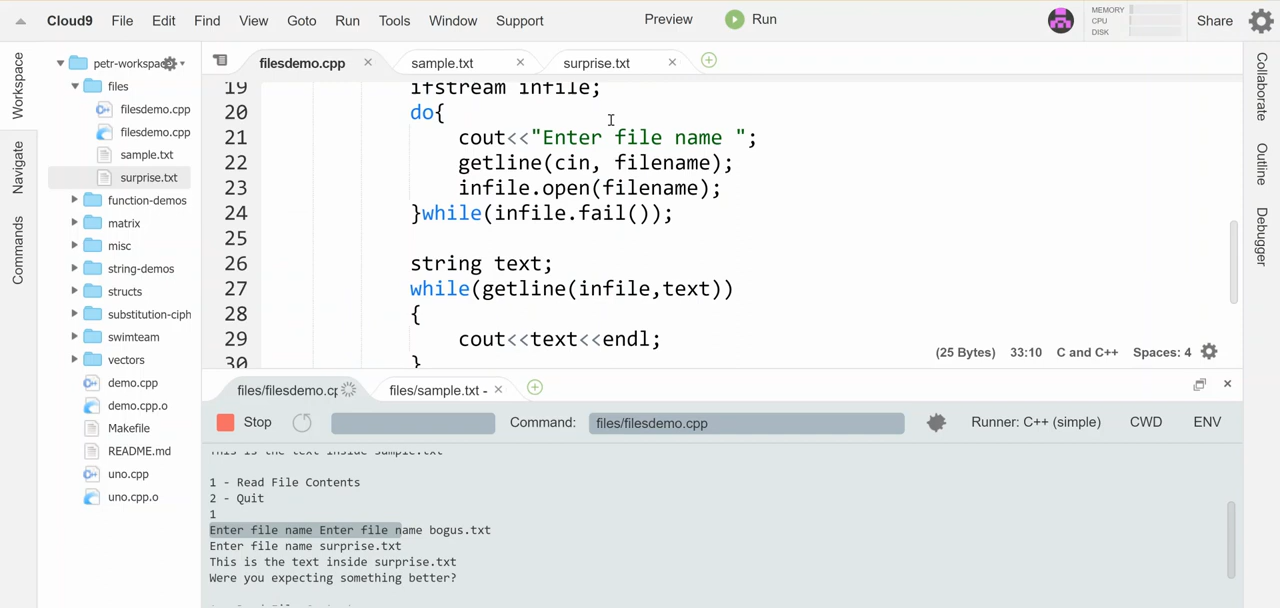 Cloud9 File Edit Find View Goto Run Tools Window Support Preview Run MEMORY CPU DISK Share
Workspace
Navigate
Commands
petr-workspac
files
filesdemo.cpp
filesdemo.cpp
sample.txt
surprise.txt
function-demos
matrix
misc
string-demos
structs
substitution-ciph
swimteam
vectors
demo.cpp
demo.cpp.o
Makefile
README.md
uno.cpp
uno.cpp.o
filesdemo.cpp sample.txt surprise.txt
19 ifstream infile;
20 do{
21 cout<<"Enter file name ";
22 getline(cin, filename);
23 infile.open(filename);
24 }while(infile.fail());
25
26 string text;
27 while(getline(infile,text))
28 {
29 cout<<text<<endl;
30 }
(25 Bytes) 33:10 C and C++ Spaces: 4
files/filesdemo.cp files/sample.txt -
Stop Command: files/filesdemo.cpp Runner: C++ (simple) CWD ENV
This is the text inside sample.txt
1 - Read File Contents
2 - Quit
1
Enter file name Enter file name bogus.txt
Enter file name surprise.txt
This is the text inside surprise.txt
Were you expecting something better?
Collaborate
Outline
Debugger